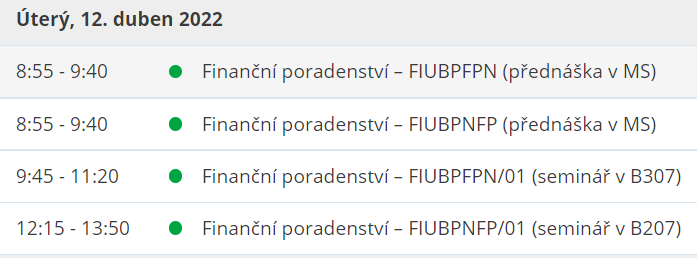 Úterý, 12. duben 2022
8:55 - 9:40 Finanční poradenství – FIUBPFPN (přednáška v MS)
8:55 - 9:40 Finanční poradenství – FIUBPNFP (přednáška v MS)
9:45 - 11:20 Finanční poradenství – FIUBPFPN/01 (seminář v B307)
12:15 - 13:50 Finanční poradenství – FIUBPNFP/01 (seminář v B207)